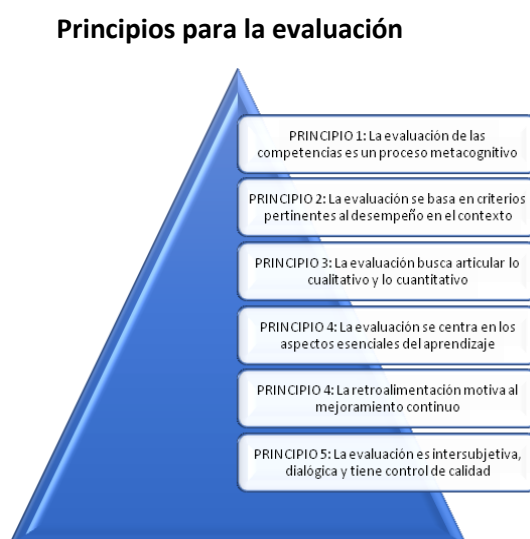 Principios para la evaluación
PRINCIPIO 1: La evaluación de las
competencias es un proceso metacognitivo
PRINCIPIO 2: La evaluación se basa en criterios
pertinentes al desempeño en el contexto
PRINCIPIO 3: La evaluación busca articular lo
cualitativo y lo cuantitativo
PRINCIPIO 4: La evaluación se centra en los
aspectos esenciales del aprendizaje
PRINCIPIO 4: La retroalimentación motiva al
mejoramiento continuo
PRINCIPIO 5: La evaluación es intersubjetiva,
dialógica y tiene control de calidad